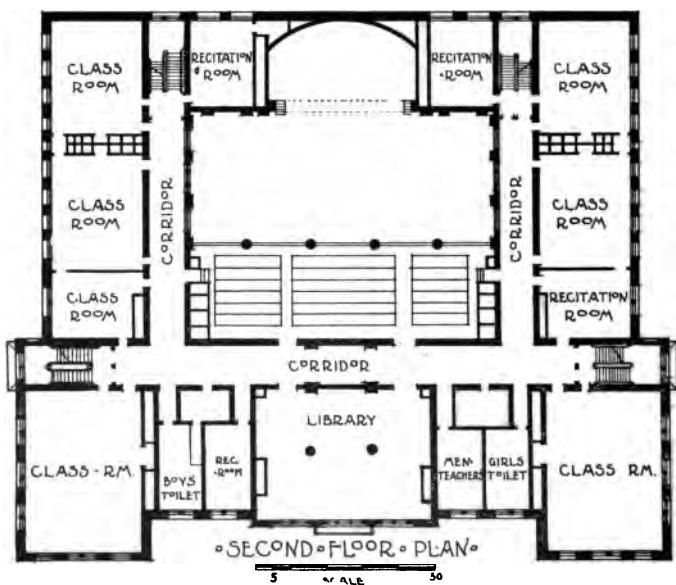 CLASS
ROOM
RECITATION
ROOM
RECITATION
ROOM
CLASS
ROOM
CLASS
ROOM
CORRIDOR
CORRIDOR
CLASS
ROOM
CLASS
ROOM
RECITATION
ROOM
CORRIDOR
LIBRARY
CLASS - RM.
BOYS
TOILET
REC.
ROOM
MEN-
TEACHERS
GIRLS
TOILET
CLASS RM.
SECOND · FLOOR · PLAN
5
50